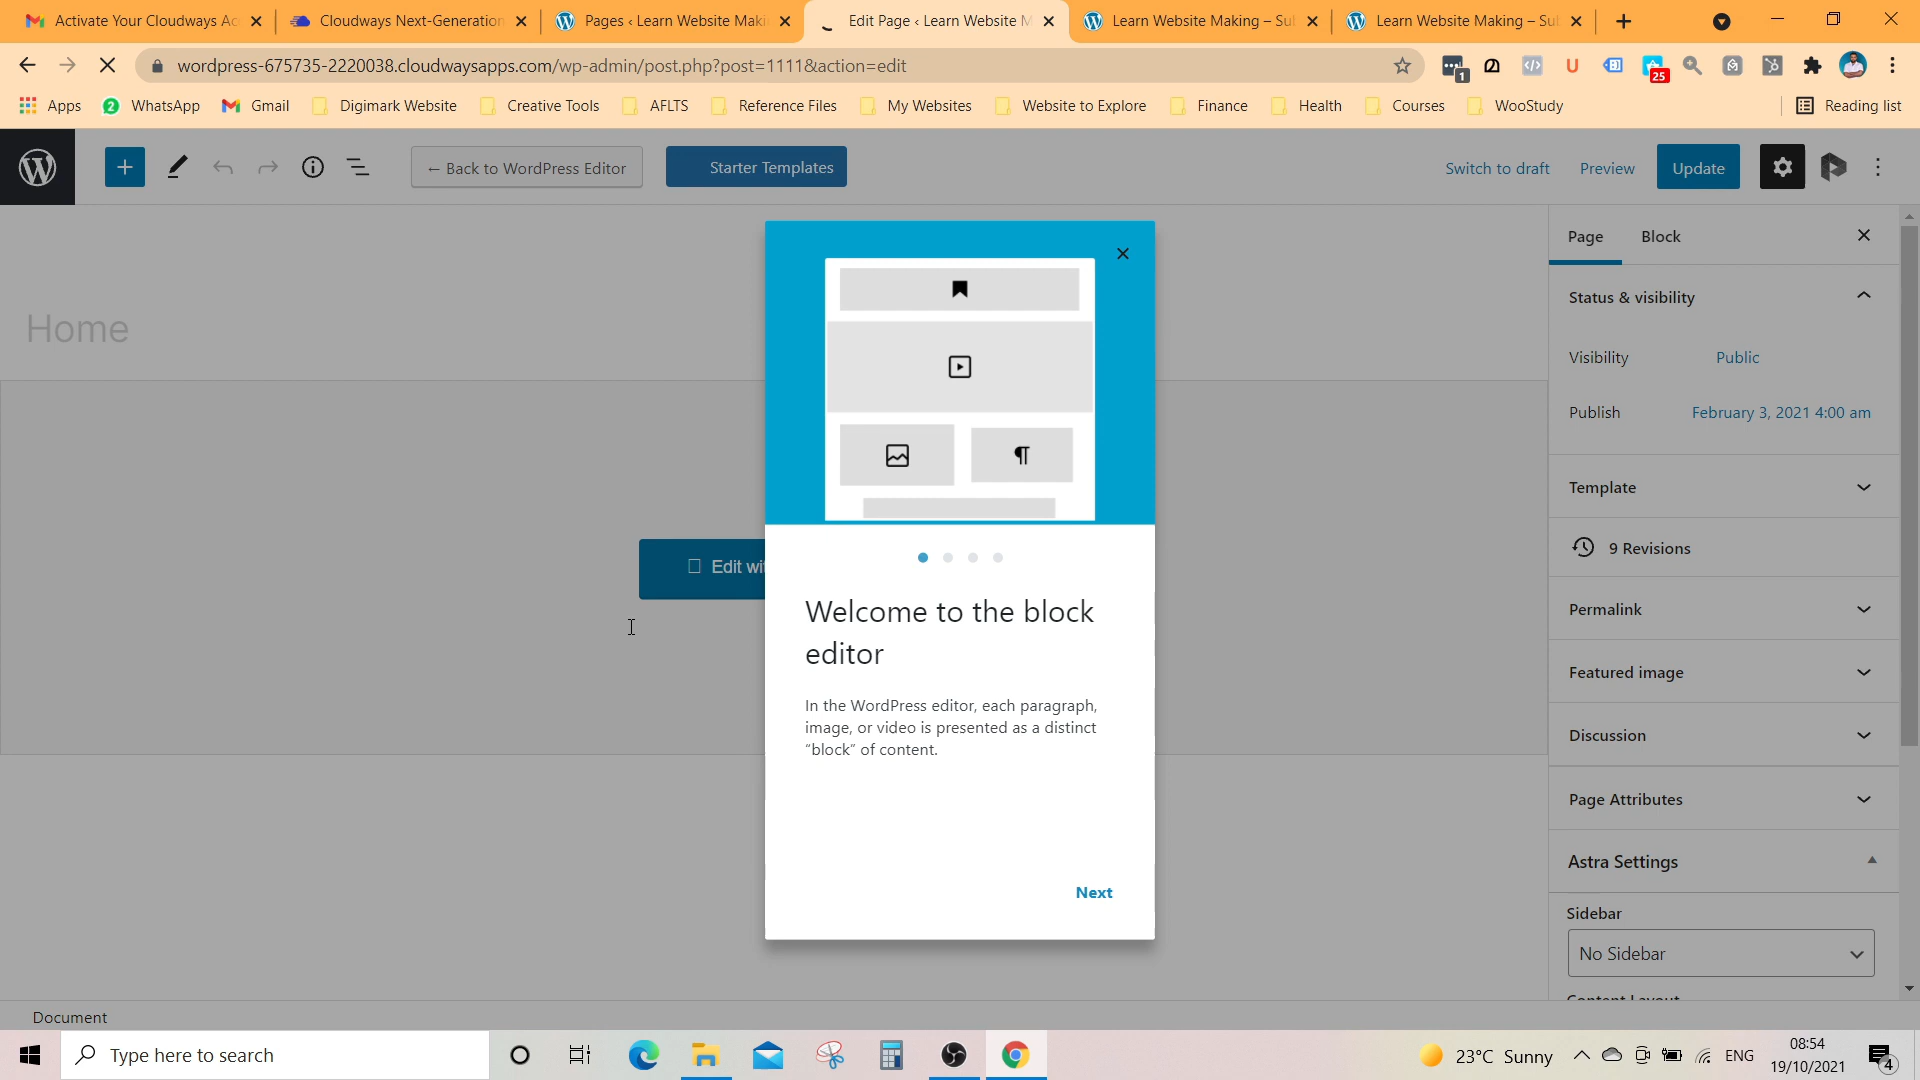 Activate Your Cloudways Ac
Cloudways Next-Generation
Pages ‹ Learn Website Maki
Edit Page ‹ Learn Website M
Learn Website Making – Su
Learn Website Making – Su
wordpress-675735-2220038.cloudwaysapps.com/wp-admin/post.php?post=1111&action=edit
1
25
Apps
2
WhatsApp
Gmail
Digimark Website
Creative Tools
AFLTS
Reference Files
My Websites
Website to Explore
Finance
Health
Courses
WooStudy
Reading list
← Back to WordPress Editor
Starter Templates
Switch to draft
Preview
Update
Page
Block
Home
Status & visibility
Visibility
Public
Publish
February 3, 2021 4:00 am
Template
9 Revisions
Permalink
Featured image
Discussion
Page Attributes
Astra Settings
Sidebar
No Sidebar
Content Layout
Edit wit
Welcome to the block
editor
In the WordPress editor, each paragraph,
image, or video is presented as a distinct
“block” of content.
Next
Document
Type here to search
23°C Sunny
ENG
08:54
19/10/2021
4